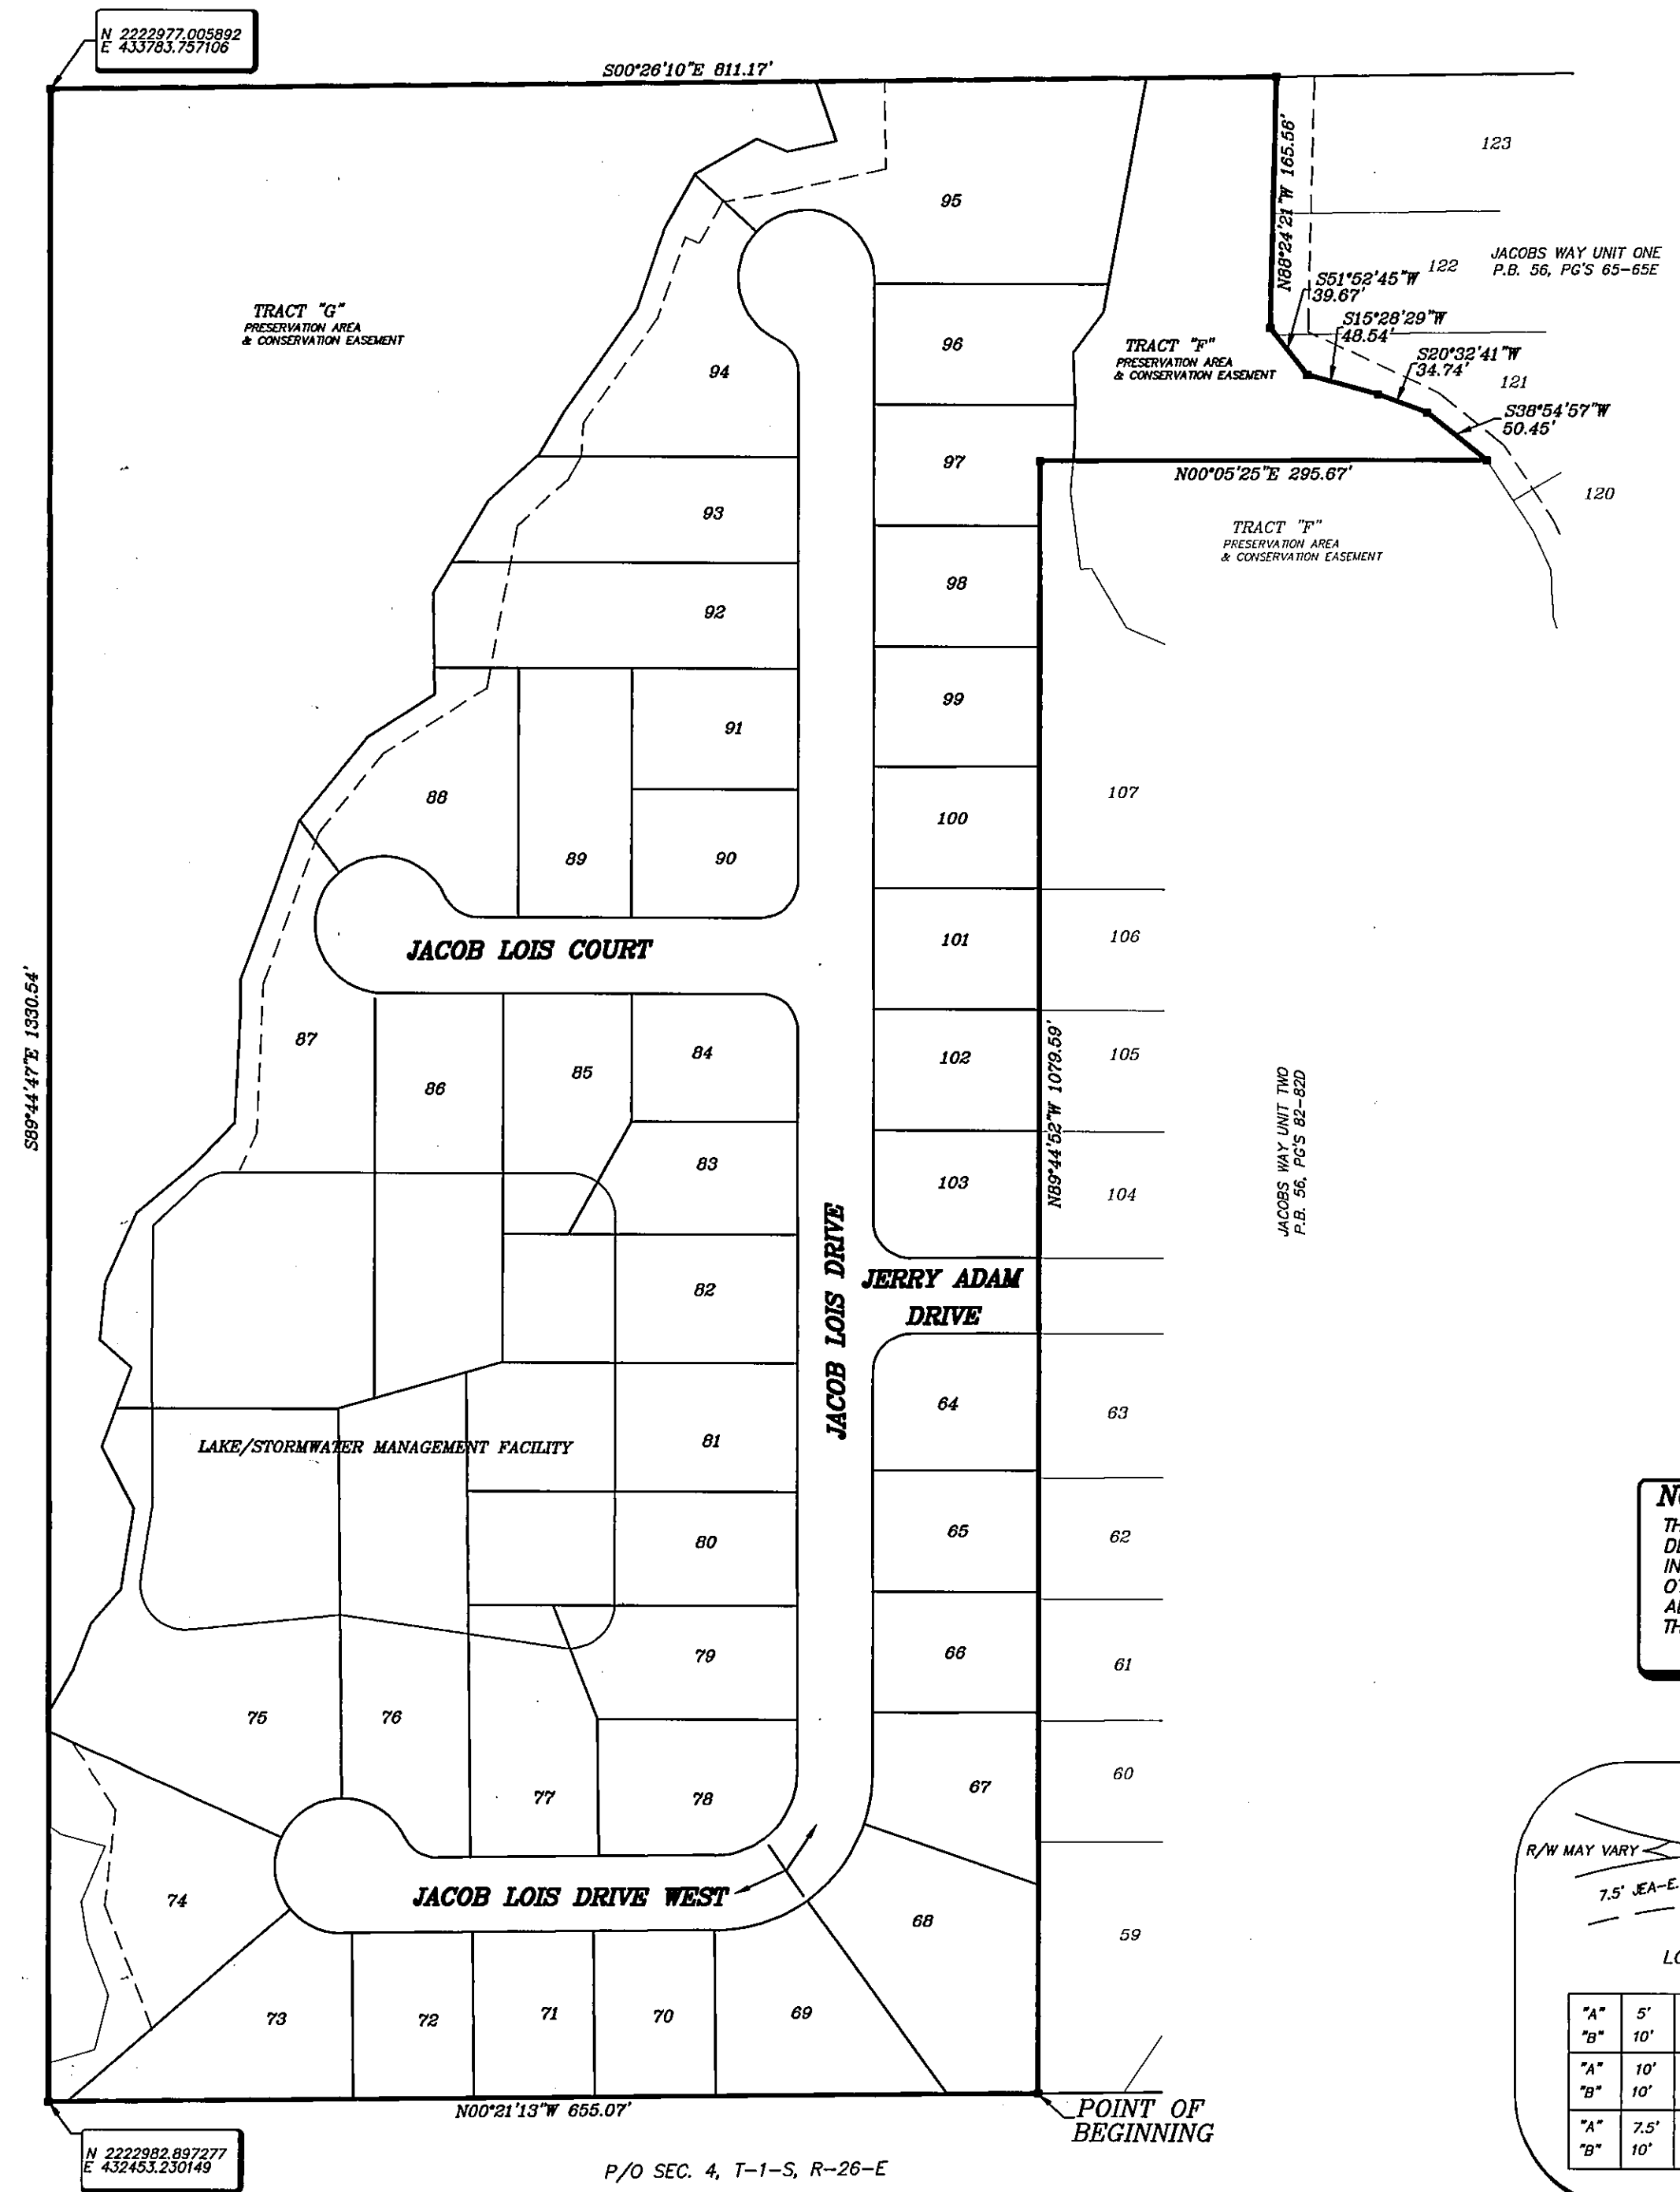 N 2222977.005892
E 433783.757106
S00°26'10"E 811.17'
N88°24'21"W 165.56'
123
95
JACOBS WAY UNIT ONE
P.B. 56, PG'S 65-65E
122
S51°52'45"W
39.67'
S15°28'29"W
48.54'
S20°32'41"W
34.74'
121
S38°54'57"W
50.45'
TRACT "G"
PRESERVATION AREA
& CONSERVATION EASEMENT
TRACT "F"
PRESERVATION AREA
& CONSERVATION EASEMENT
96
94
97
N00°05'25"E 295.67'
120
TRACT "F"
PRESERVATION AREA
& CONSERVATION EASEMENT
93
98
92
99
91
88
107
100
89
90
JACOB LOIS COURT
101
106
S89°44'47"E 1330.54'
87
84
102
N89°44'52"W 1079.59'
105
86
85
JACOBS WAY UNIT TWO
P.B. 56, PG'S 82-82D
83
103
104
82
JACOB LOIS DRIVE
JERRY ADAM
DRIVE
64
63
LAKE/STORMWATER MANAGEMENT FACILITY
81
80
65
62
79
66
61
75
76
77
78
67
60
74
JACOB LOIS DRIVE WEST
68
59
73
72
71
70
69
N00°21'13"W 655.07'
POINT OF
BEGINNING
N 2222982.897277
E 432453.230149
P/O SEC. 4, T-1-S, R-26-E
R/W MAY VARY
7.5' JEA-E.
"A" 5'
"B" 10'
"A" 10'
"B" 10'
"A" 7.5'
"B" 10'